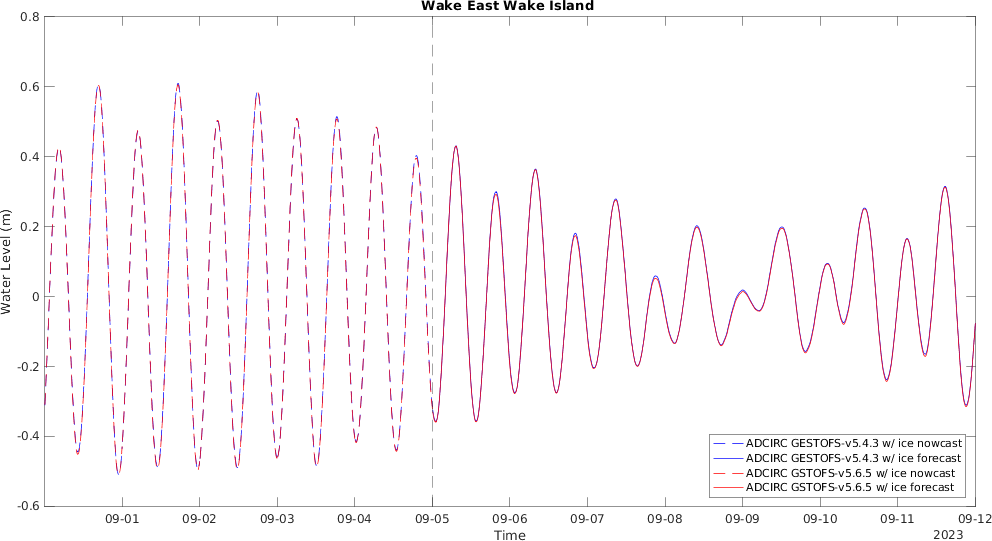 Wake East Wake Island
0.8
0.6
0.4
0.2
0
-0.2
-0.4
-0.6
Water Level (m)
ADCIRC GESTOFS-v5.4.3 w/ ice nowcast
ADCIRC GESTOFS-v5.4.3 w/ ice forecast
ADCIRC GSTOFS-v5.6.5 w/ ice nowcast
ADCIRC GSTOFS-v5.6.5 w/ ice forecast
09-01 09-02 09-03 09-04 09-05 09-06 09-07 09-08 09-09 09-10 09-11 09-12
Time
2023